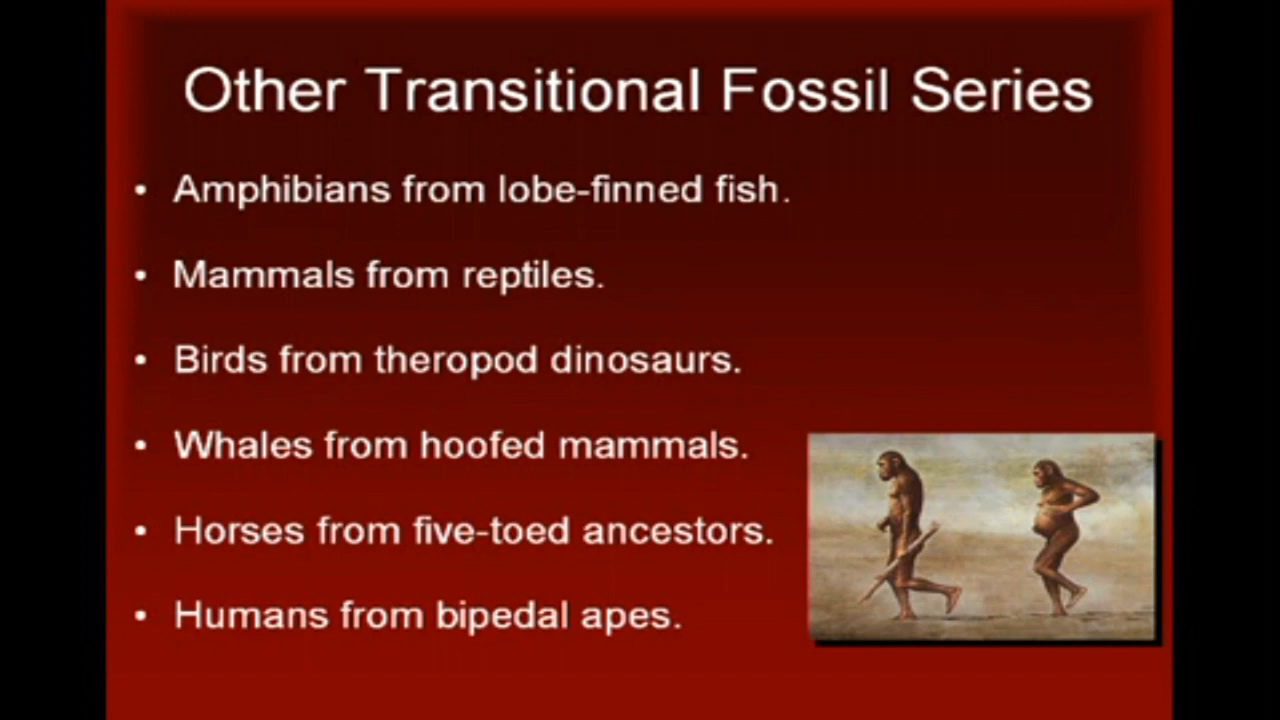 Other Transitional Fossil Series
• Amphibians from lobe-finned fish.
• Mammals from reptiles.
• Birds from theropod dinosaurs.
• Whales from hoofed mammals.
• Horses from five-toed ancestors.
• Humans from bipedal apes.